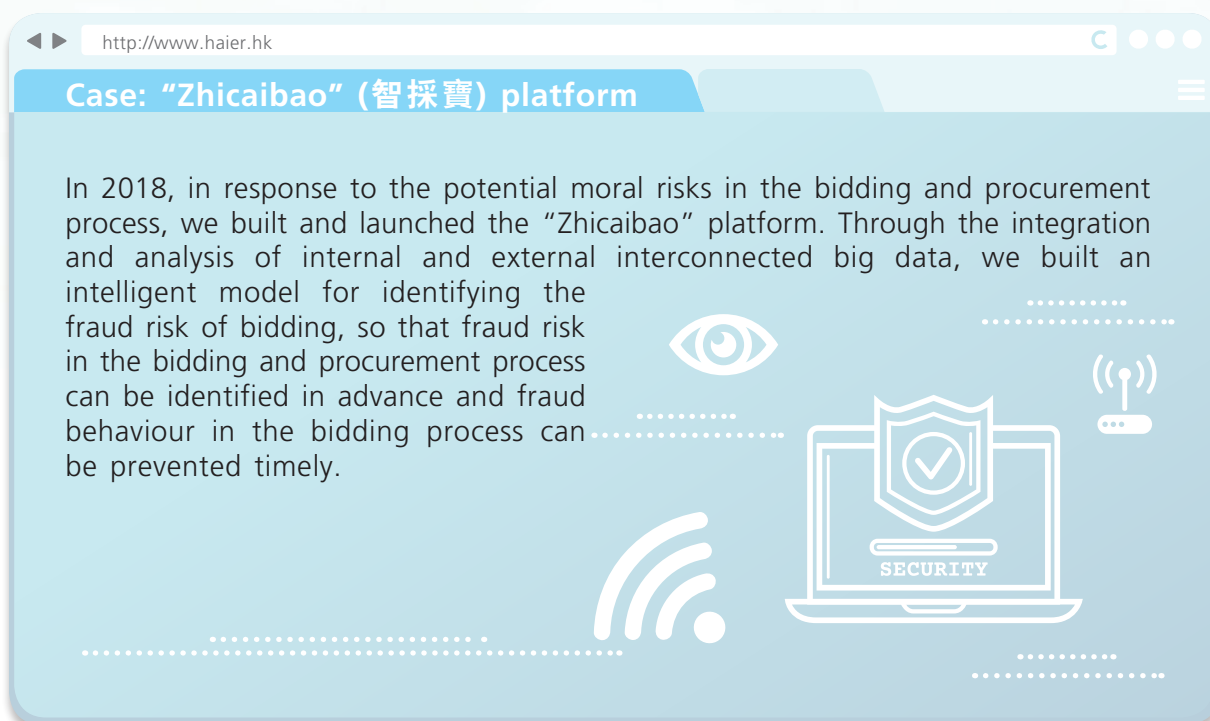 http://www.haier.hk
Case: “Zhicaibao” (智採寶) platform
In 2018, in response to the potential moral risks in the bidding and procurement
process, we built and launched the “Zhicaibao” platform. Through the integration
and analysis of internal and external interconnected big data, we built an
intelligent model for identifying the
fraud risk of bidding, so that fraud risk
in the bidding and procurement process
can be identified in advance and fraud
behaviour in the bidding process can
be prevented timely.
SECURITY